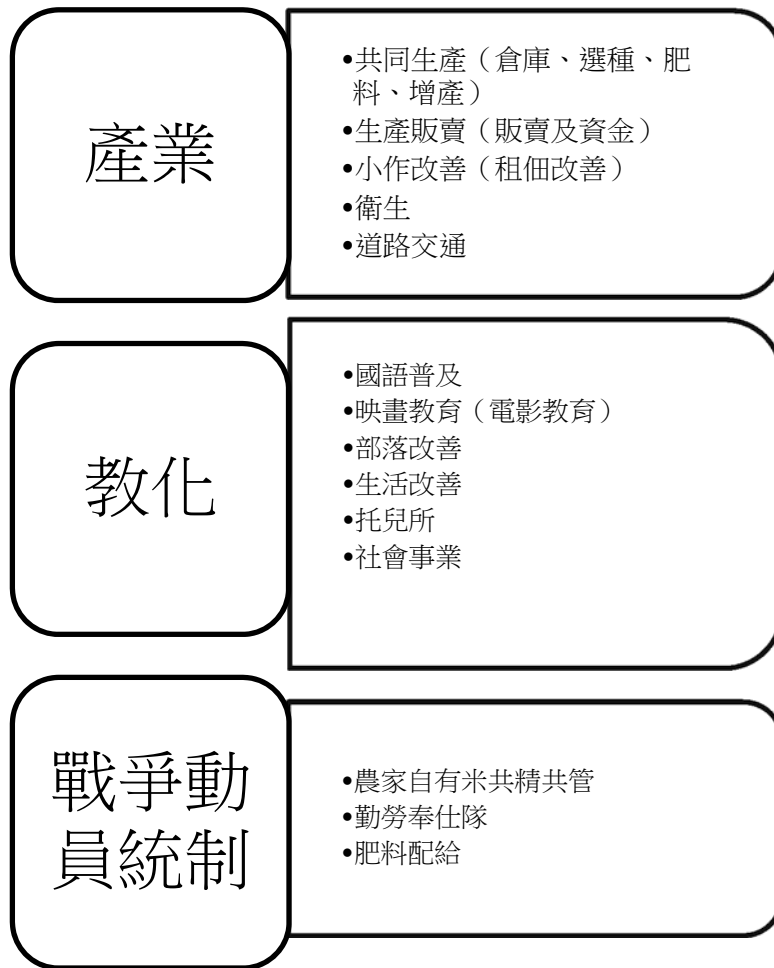 產業
•共同生產（倉庫、選種、肥
料、增產）
•生產販賣（販賣及資金）
•小作改善（租佃改善）
•衛生
•道路交通
教化
•國語普及
•映畫教育（電影教育）
•部落改善
•生活改善
•托兒所
•社會事業
戰爭動
員統制
•農家自有米共精共管
•勤勞奉仕隊
•肥料配給